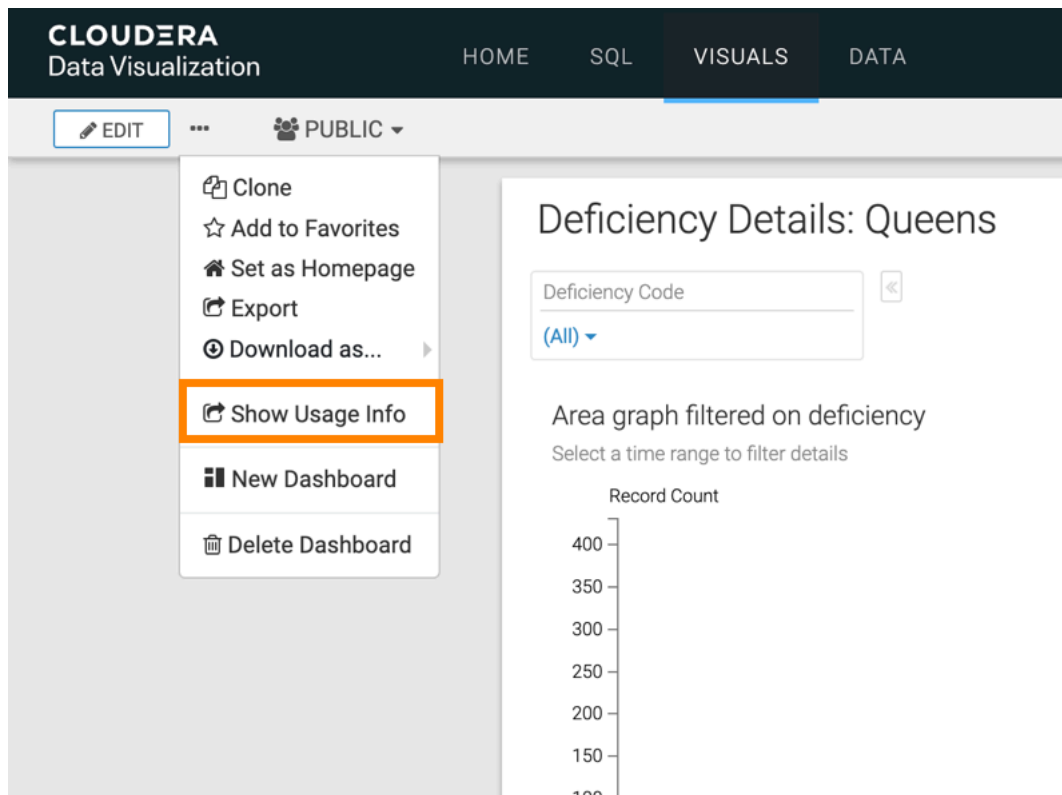 CLOUDERA
Data Visualization
HOME SQL VISUALS DATA
EDIT ... PUBLIC
Clone
Add to Favorites
Set as Homepage
Export
Download as...
Show Usage Info
New Dashboard
Delete Dashboard
Deficiency Details: Queens
Deficiency Code
(All)
Area graph filtered on deficiency
Select a time range to filter details
Record Count
400
350
300
250
200
150